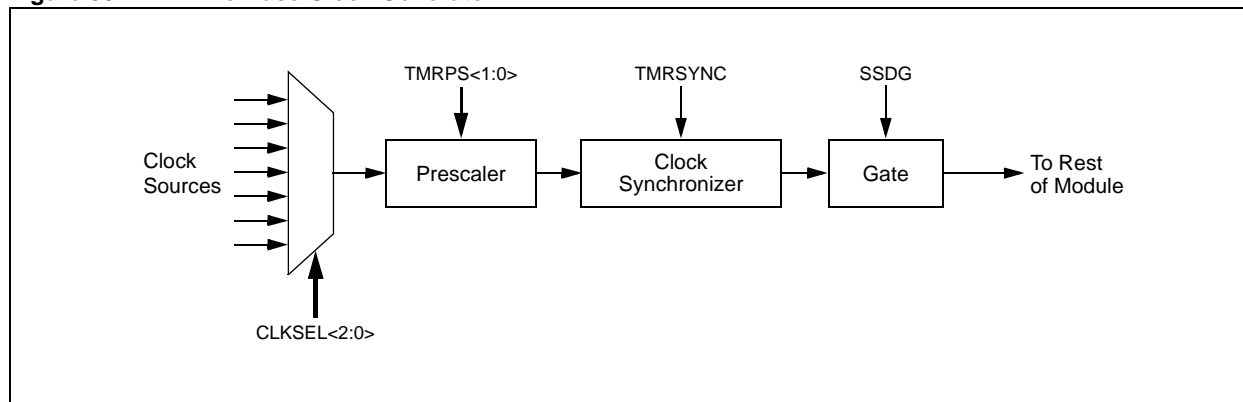 TMRPS<1:0>
TMRSYNC
SSDG
Clock
Sources
Prescaler
Clock
Synchronizer
Gate
To Rest
of Module
CLKSEL<2:0>